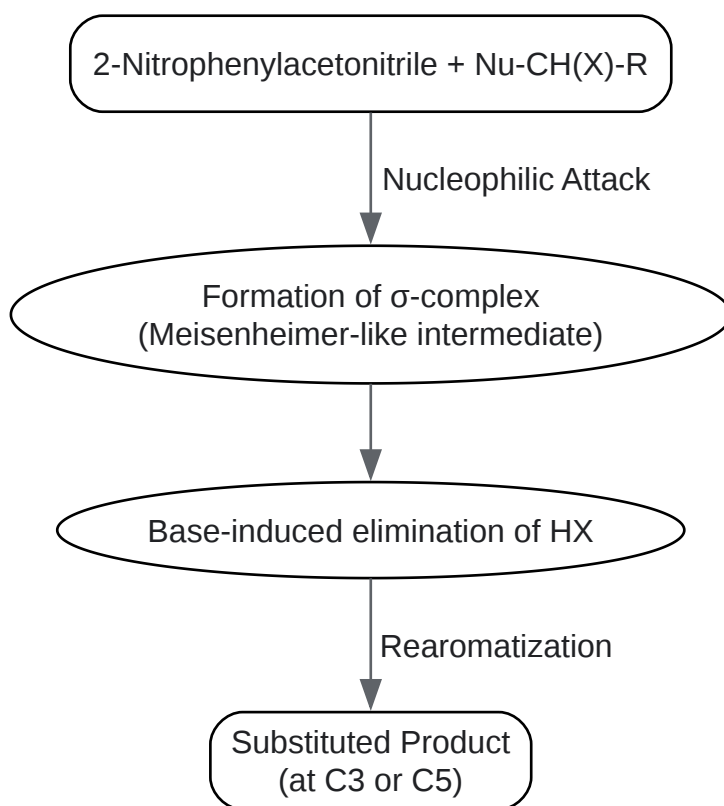 2-Nitrophenylacetonitrile + Nu-CH(X)-R
Nucleophilic Attack
Formation of σ-complex
(Meisenheimer-like intermediate)
Base-induced elimination of HX
Rearomatization
Substituted Product
(at C3 or C5)